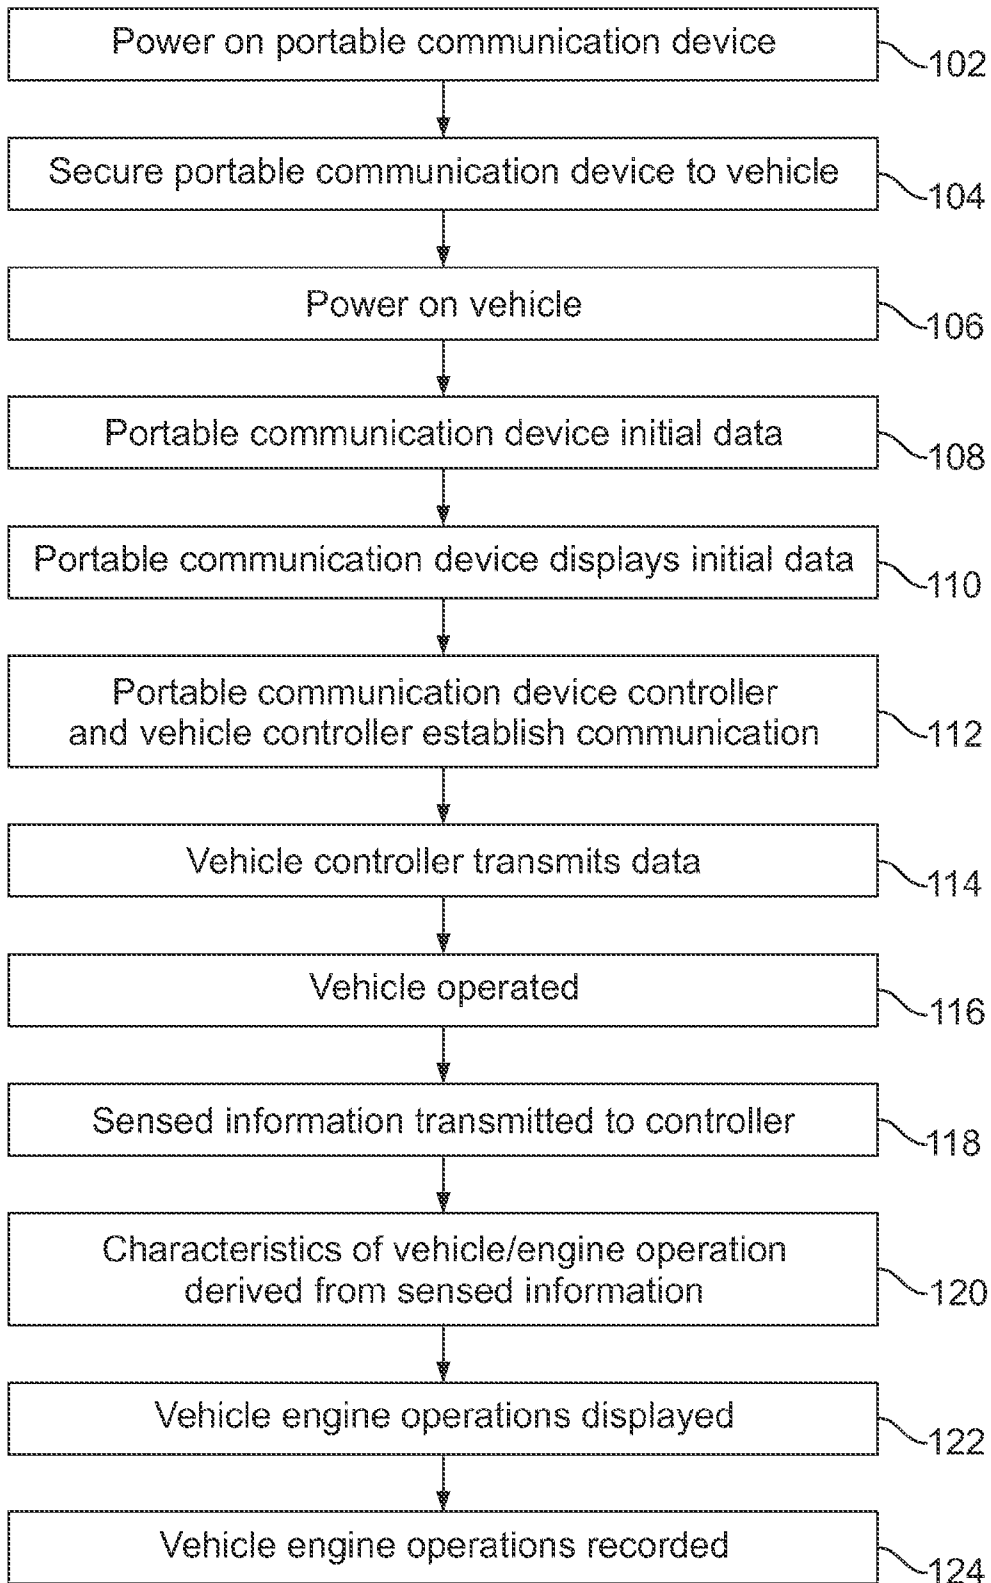 Power on portable communication device
102
Secure portable communication device to vehicle
104
Power on vehicle
106
Portable communication device initial data
108
Portable communication device displays initial data
110
Portable communication device controller
and vehicle controller establish communication
112
Vehicle controller transmits data
114
Vehicle operated
116
Sensed information transmitted to controller
118
Characteristics of vehicle/engine operation
derived from sensed information
120
Vehicle engine operations displayed
122
Vehicle engine operations recorded
124